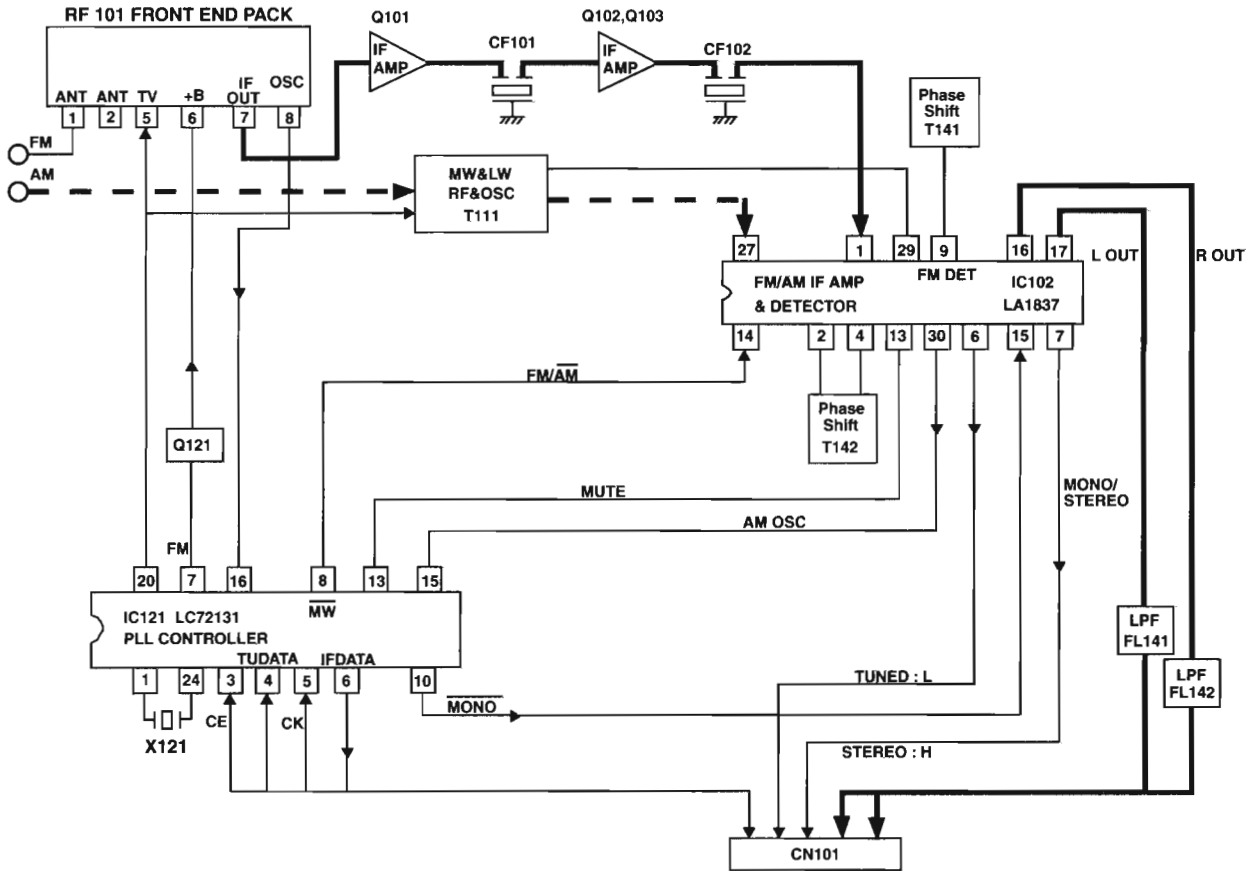 RF 101 FRONT END PACK
Q101
Q102,Q103
IF
AMP
CF101
IF
AMP
CF102
ANT
ANT
TV
+B
IF
OUT
OSC
1
2
5
6
7
8
FM
AM
MW&LW
RF&OSC
T111
Phase
Shift
T141
27
1
29
9
16
17
L OUT
R OUT
FM/AM IF AMP
& DETECTOR
FM DET
IC102
LA1837
14
2
4
13
30
6
15
7
FM/AM
Phase
Shift
T142
Q121
MUTE
AM OSC
MONO/
STEREO
FM
20
7
16
8
13
15
IC121 LC72131
PLL CONTROLLER
MW
TUDATA
IFDATA
1
24
3
4
5
6
10
X121
CE
CK
MONO
TUNED : L
STEREO : H
LPF
FL141
LPF
FL142
CN101